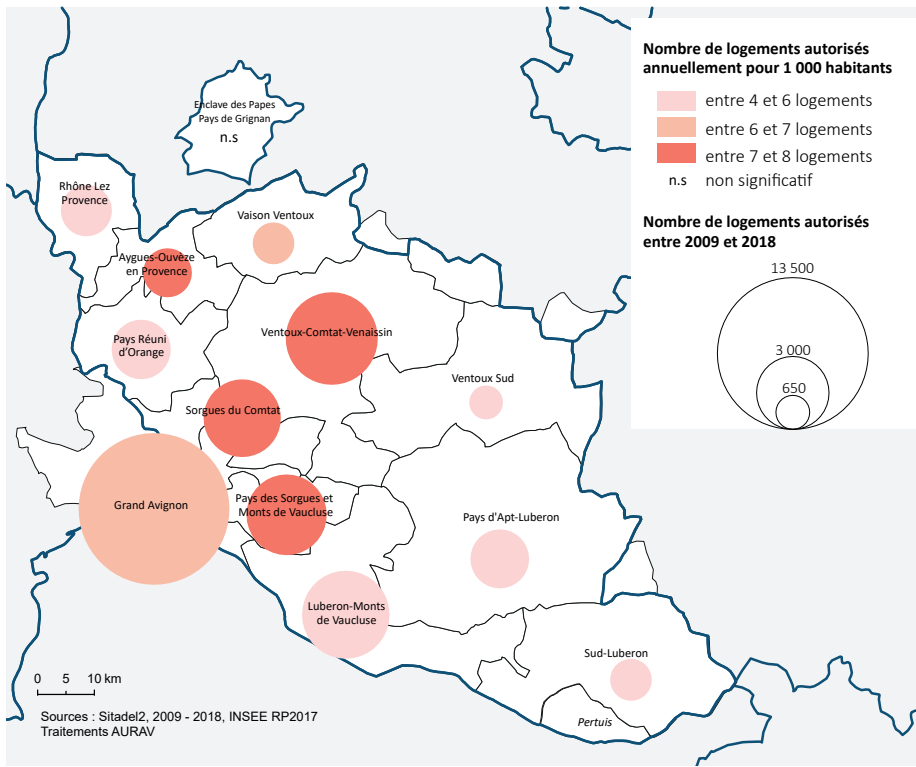 Nombre de logements autorisés
annuellement pour 1 000 habitants
entre 4 et 6 logements
entre 6 et 7 logements
entre 7 et 8 logements
n.s non significatif
Nombre de logements autorisés
entre 2009 et 2018
13 500
3 000
650
Enclave des Papes
Pays de Grignan
n.s
Rhône Lez
Provence
Vaison Ventoux
Aygues-Ouvèze
en Provence
Pays Réuni
d'Orange
Ventoux-Comtat-Venaissin
Ventoux Sud
Sorgues du Comtat
Grand Avignon
Pays des Sorgues et
Monts de Vaucluse
Pays d'Apt-Luberon
Luberon-Monts
de Vaucluse
Sud-Luberon
Pertuis
0 5 10 km
Sources : Sitadel2, 2009 - 2018, INSEE RP2017
Traitements AURAV